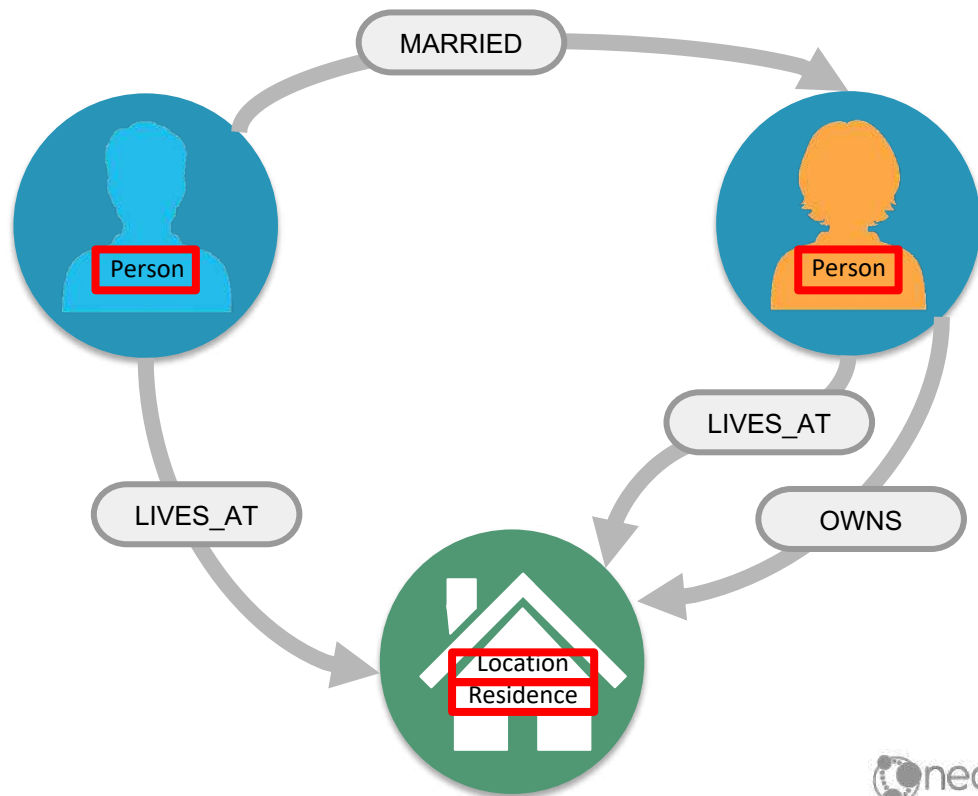 MARRIED
Person
Person
LIVES_AT
LIVES_AT
OWNS
Location
Residence